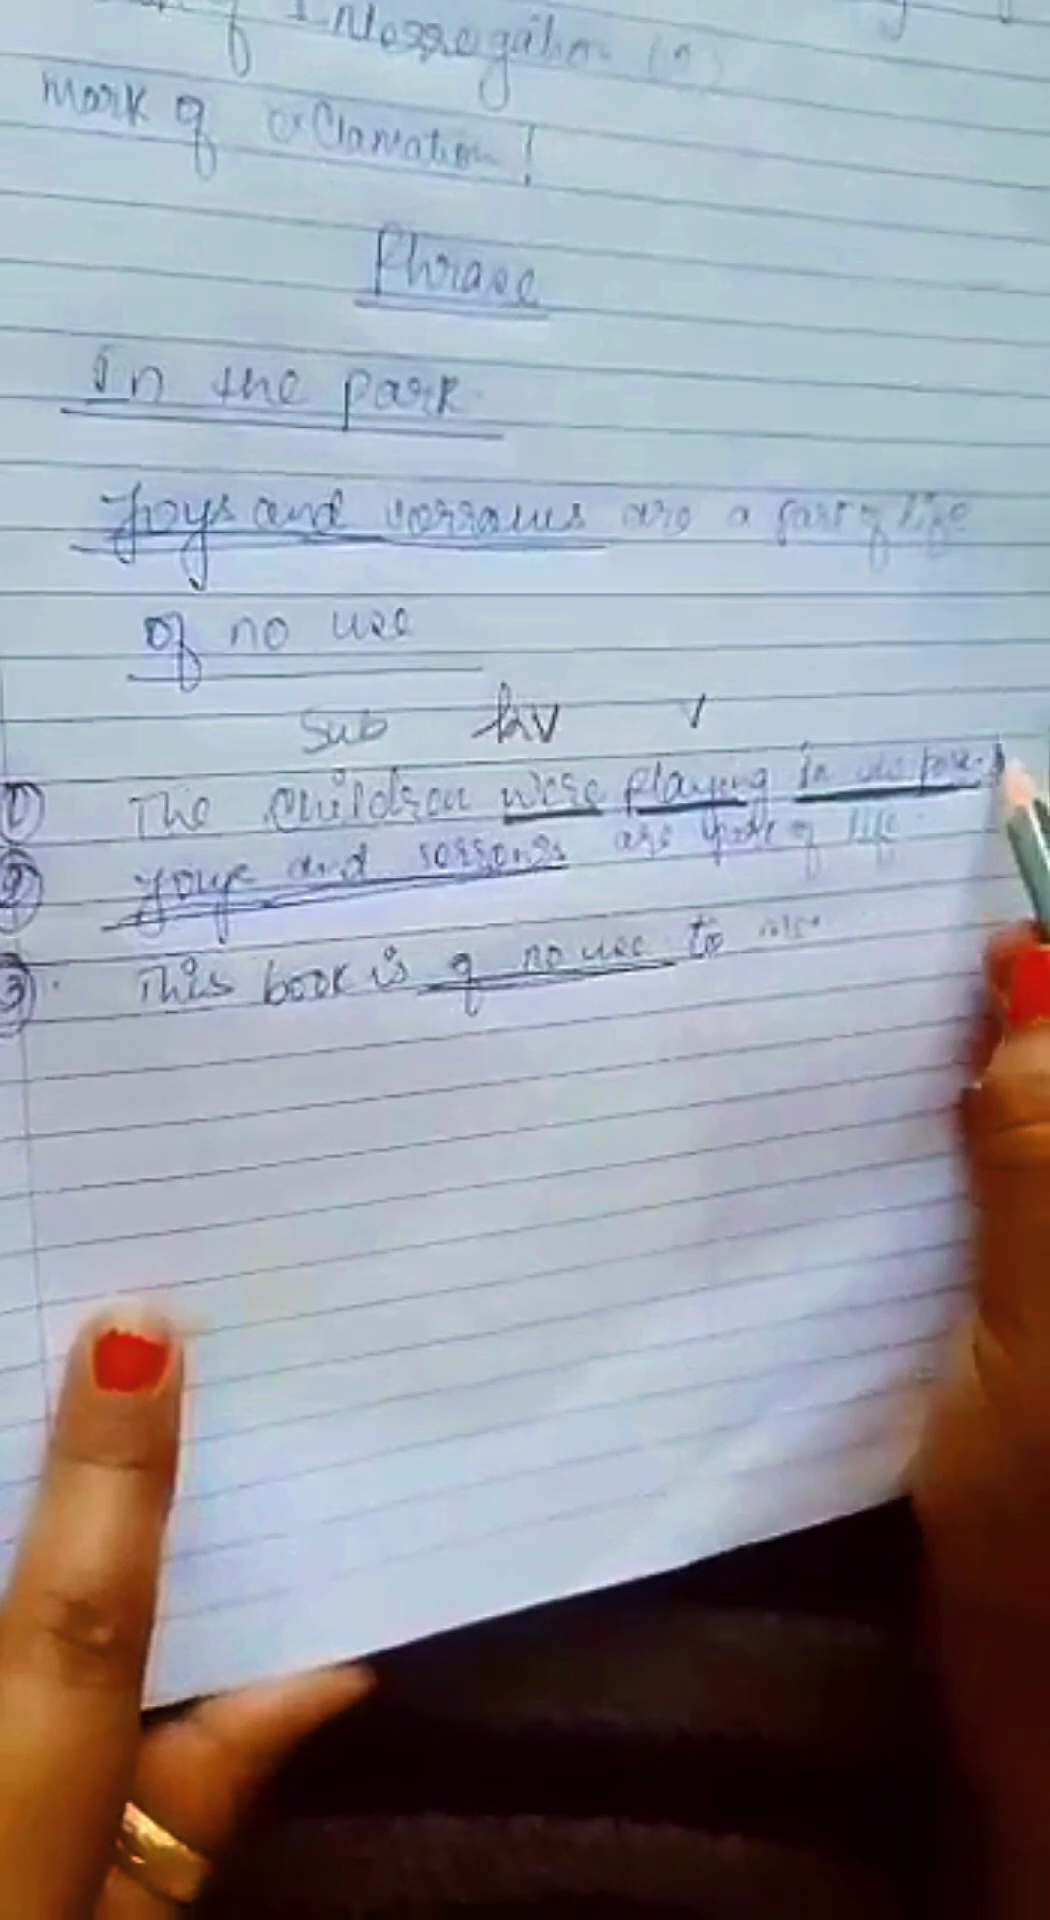 of Interrogation (?)
mark of exclamation !
Phrase
In the park
Joys and sorrows are a part of life
of no use
Sub hv v
① The children were playing in the park.
② Joys and sorrows are part of life.
③. This book is of no use to me.